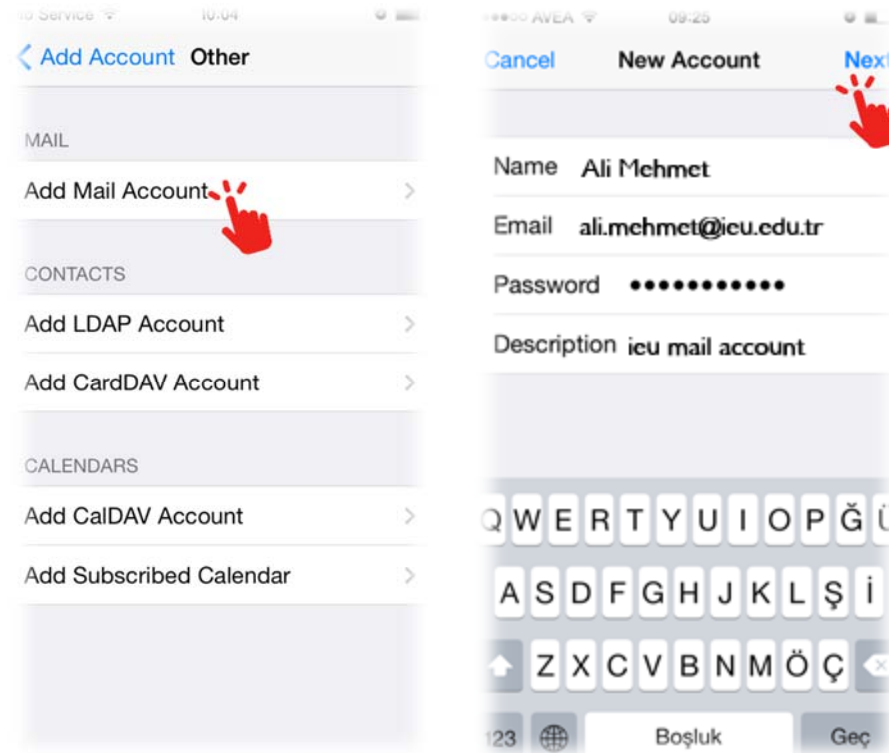 No Service 10:04
Add Account Other
MAIL
Add Mail Account
CONTACTS
Add LDAP Account
Add CardDAV Account
CALENDARS
Add CalDAV Account
Add Subscribed Calendar
AVEA 09:25
Cancel New Account Next
Name Ali Mehmet
Email ali.mehmet@ieu.edu.tr
Password •••••••••••
Description ieu mail account
Q W E R T Y U I O P Ğ Ü
A S D F G H J K L Ş İ
Z X C V B N M Ö Ç
123 Boşluk Geç